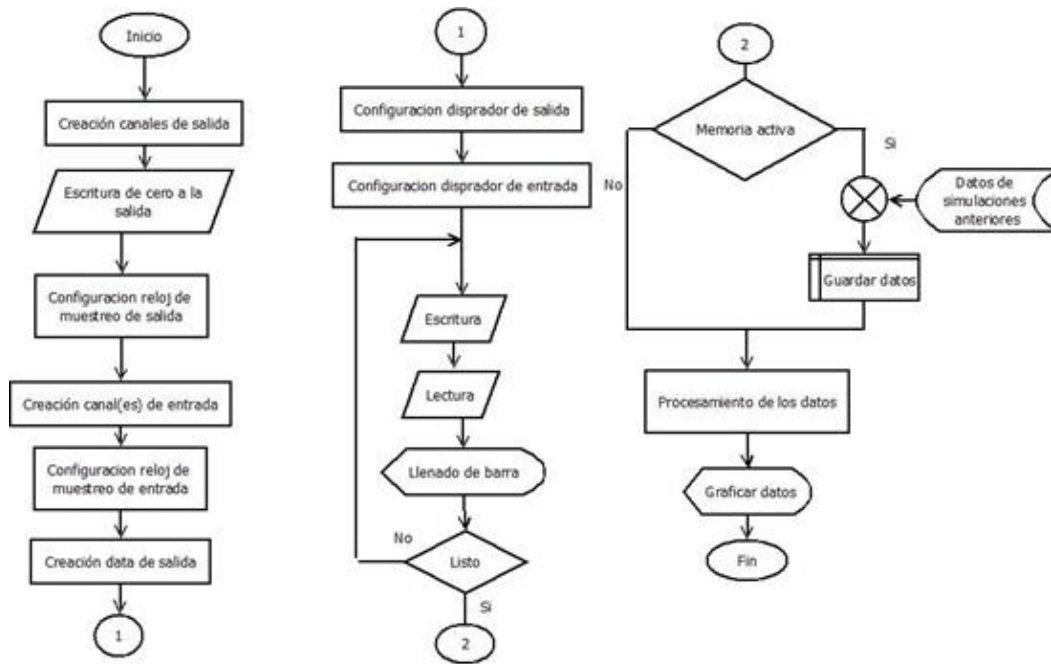 Inicio
Creación canales de salida
Escritura de cero a la
salida
Configuracion reloj de
muestreo de salida
Creación canal(es) de entrada
Configuracion reloj de
muestreo de entrada
Creación data de salida
1
1
Configuracion disprador de salida
Configuracion disprador de entrada
Escritura
Lectura
Llenado de barra
No
Listo
Si
2
2
Memoria activa
Si
No
Datos de
simulaciones
anteriores
Guardar datos
Procesamiento de los datos
Graficar datos
Fin